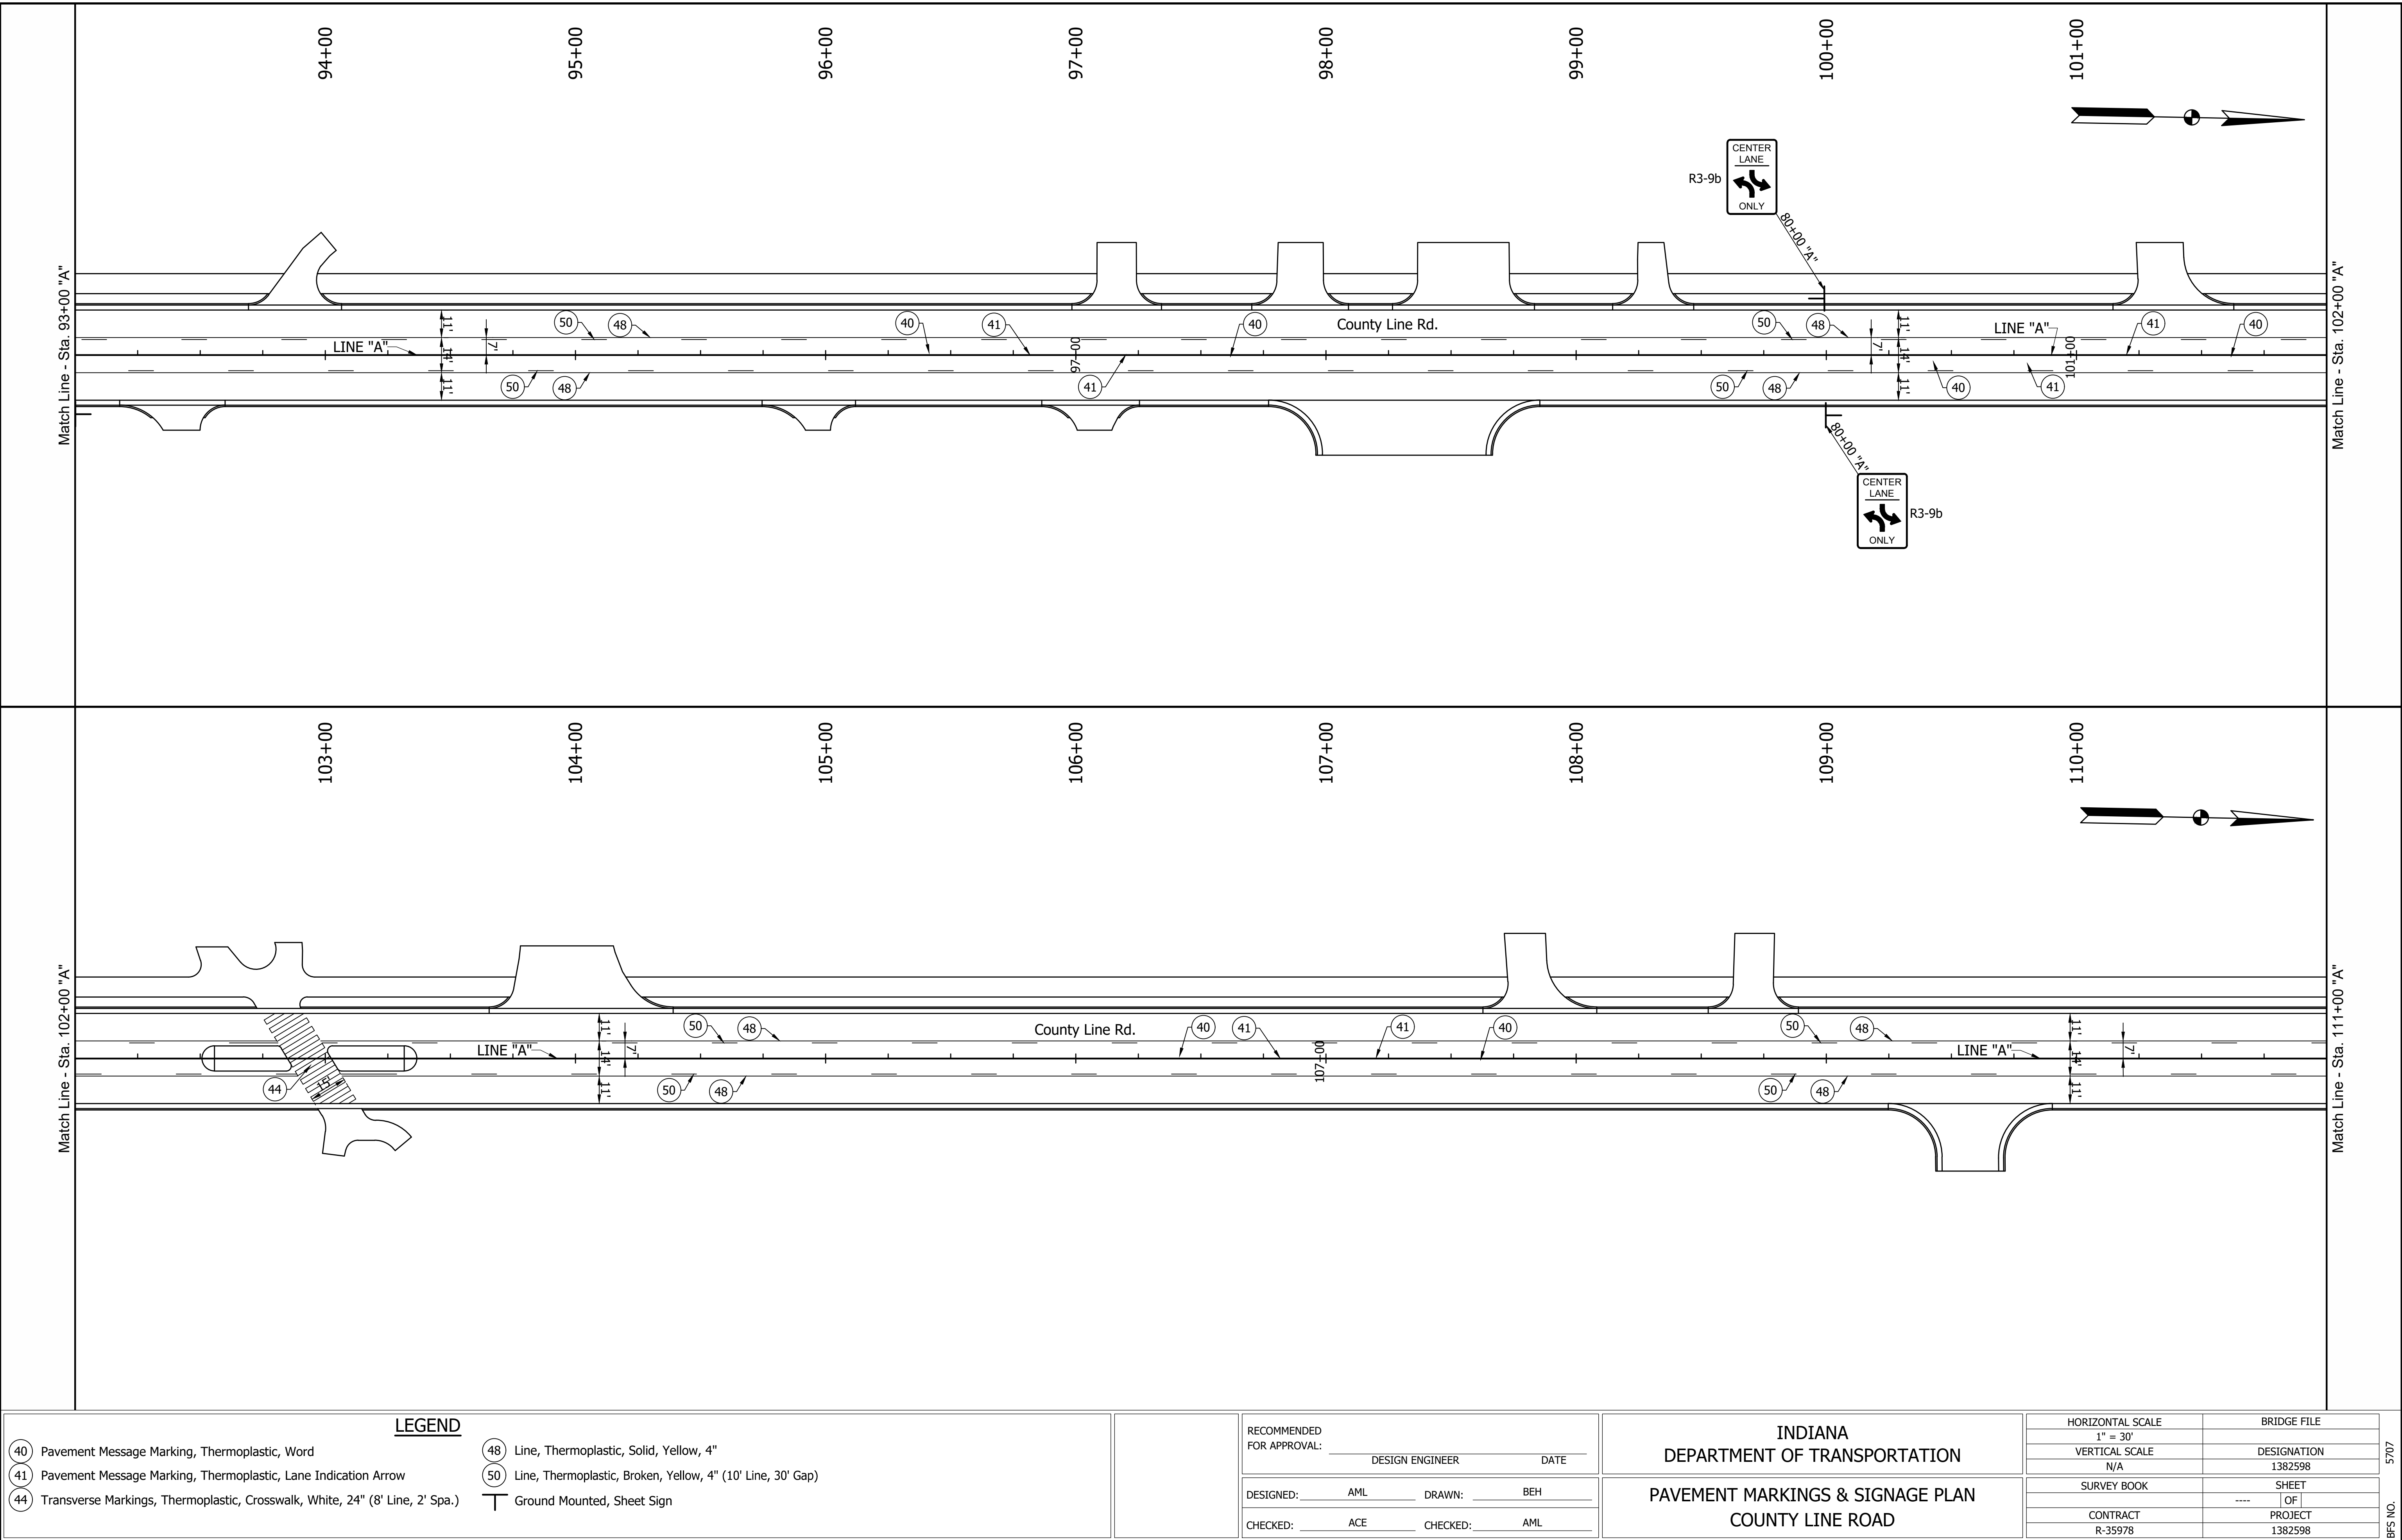 94+00
95+00
96+00
97+00
98+00
99+00
100+00
101+00
CENTER
LANE
ONLY
R3-9b
80+00 "A"
Match Line - Sta. 93+00 "A"
Match Line - Sta. 102+00 "A"
50
48
40
41
40
County Line Rd.
50
48
LINE "A"
41
40
LINE "A"
11'
14'
11'
7'
97+00
11'
14'
11'
7'
101+00
50
48
41
50
48
40
41
80+00 "A"
CENTER
LANE
ONLY
R3-9b
103+00
104+00
105+00
106+00
107+00
108+00
109+00
110+00
Match Line - Sta. 102+00 "A"
Match Line - Sta. 111+00 "A"
50
48
County Line Rd.
40
41
41
40
50
48
LINE "A"
11'
14'
11'
7'
107+00
LINE "A"
11'
14'
11'
7'
44
15'
50
48
50
48
LEGEND
40 Pavement Message Marking, Thermoplastic, Word
41 Pavement Message Marking, Thermoplastic, Lane Indication Arrow
44 Transverse Markings, Thermoplastic, Crosswalk, White, 24" (8' Line, 2' Spa.)
48 Line, Thermoplastic, Solid, Yellow, 4"
50 Line, Thermoplastic, Broken, Yellow, 4" (10' Line, 30' Gap)
Ground Mounted, Sheet Sign
RECOMMENDED
FOR APPROVAL:
DESIGN ENGINEER DATE
DESIGNED: AML DRAWN: BEH
CHECKED: ACE CHECKED: AML
INDIANA
DEPARTMENT OF TRANSPORTATION
PAVEMENT MARKINGS & SIGNAGE PLAN
COUNTY LINE ROAD
HORIZONTAL SCALE BRIDGE FILE
1" = 30'
VERTICAL SCALE DESIGNATION
N/A 1382598
SURVEY BOOK SHEET
---- OF
CONTRACT PROJECT
R-35978 1382598
BFS NO. 5707